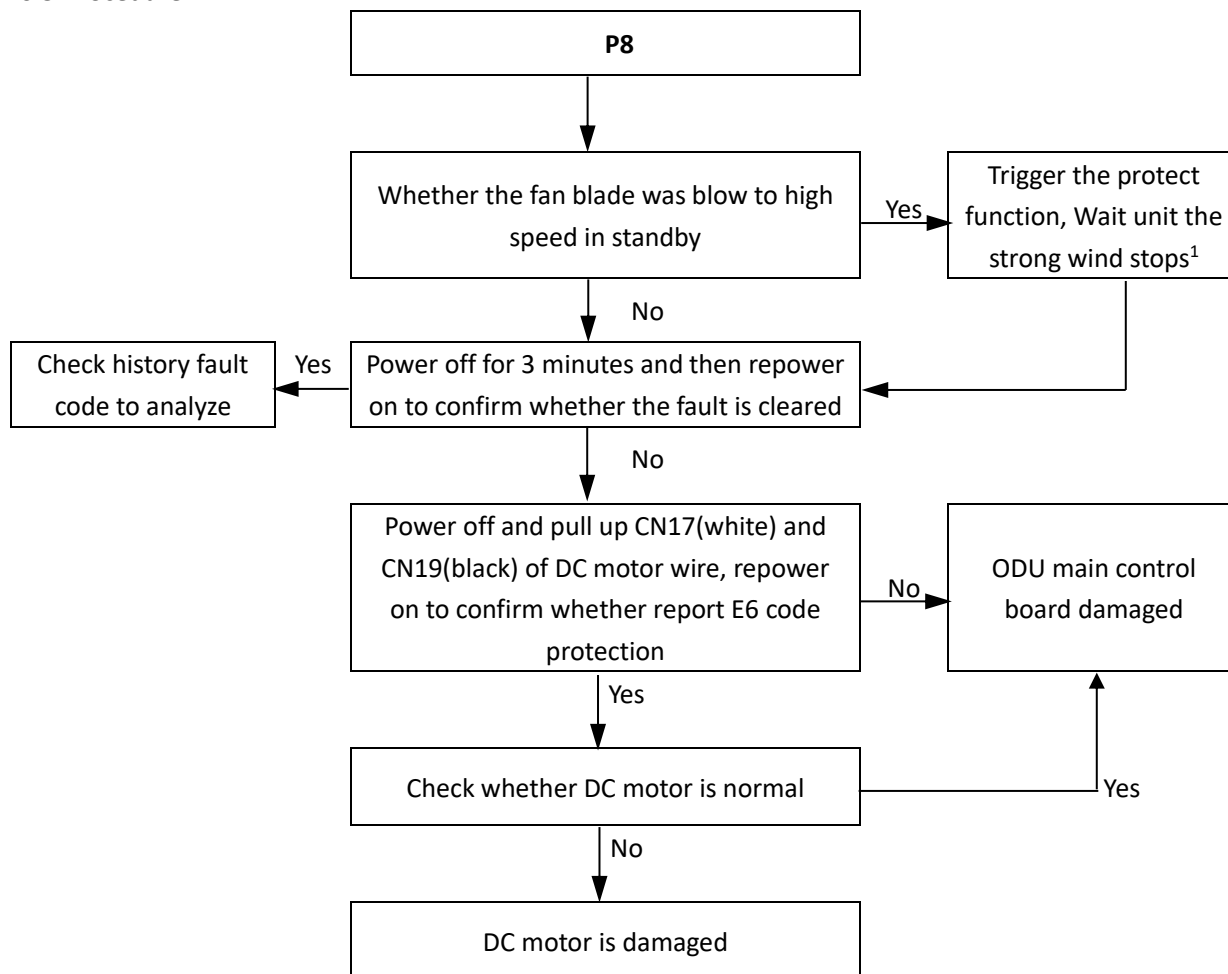 P8
Whether the fan blade was blow to high
speed in standby
Yes
Trigger the protect
function, Wait unit the
strong wind stops1
No
Check history fault
code to analyze
Yes
Power off for 3 minutes and then repower
on to confirm whether the fault is cleared
No
Power off and pull up CN17(white) and
CN19(black) of DC motor wire, repower
on to confirm whether report E6 code
protection
No
ODU main control
board damaged
Yes
Check whether DC motor is normal
Yes
No
DC motor is damaged